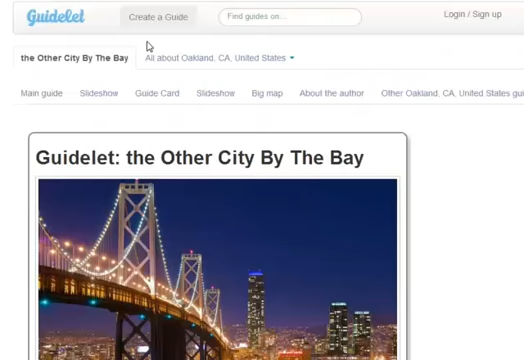 Guidelet Create a Guide Find guides on... Login / Sign up
the Other City By The Bay All about Oakland, CA, United States
Main guide Slideshow Guide Card Slideshow Big map About the author Other Oakland, CA, United States gui
Guidelet: the Other City By The Bay